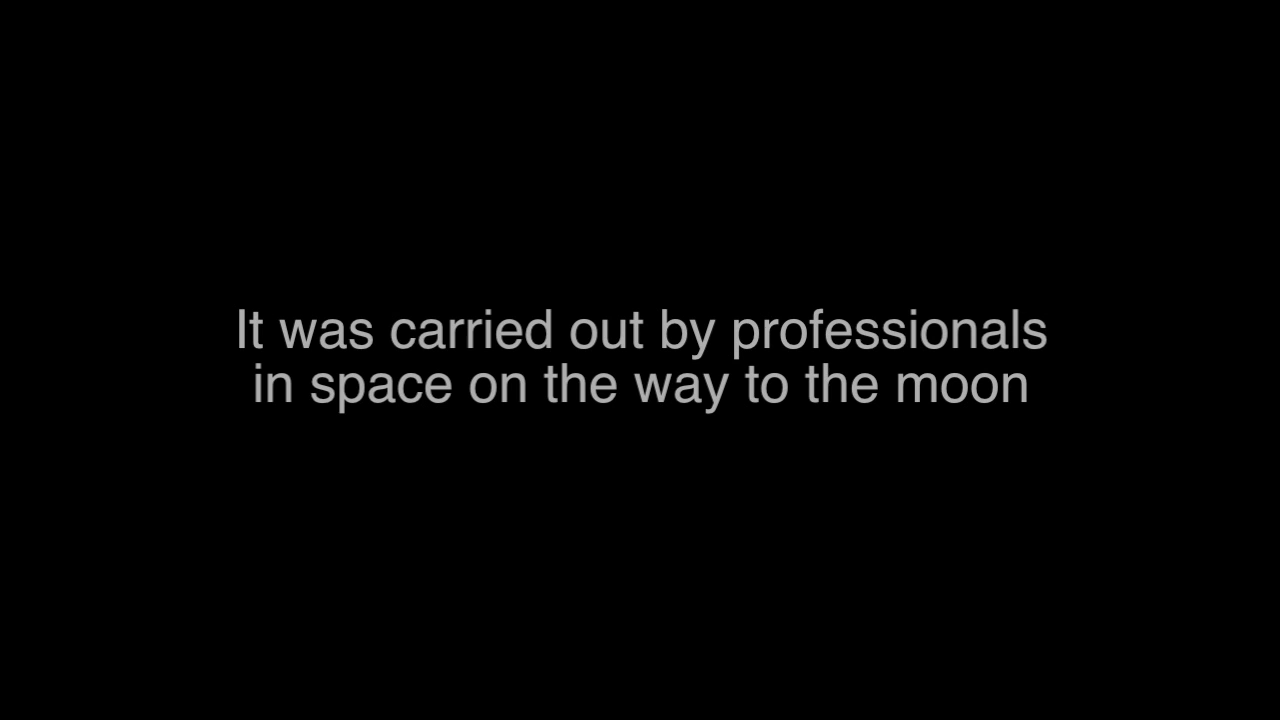 It was carried out by professionals
in space on the way to the moon